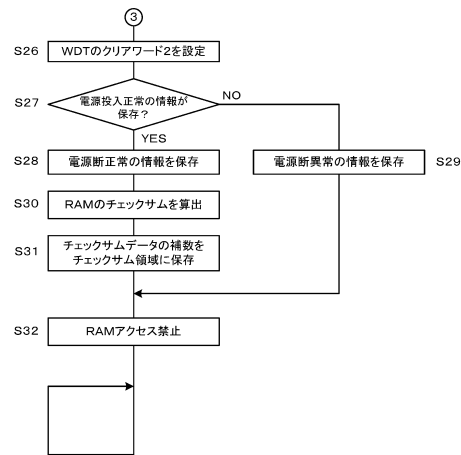 ③
S26
WDTのクリアワード2を設定
S27
電源投入正常の情報が
保存？
NO
YES
S28
電源断正常の情報を保存
電源断異常の情報を保存
S29
S30
RAMのチェックサムを算出
S31
チェックサムデータの補数を
チェックサム領域に保存
S32
RAMアクセス禁止